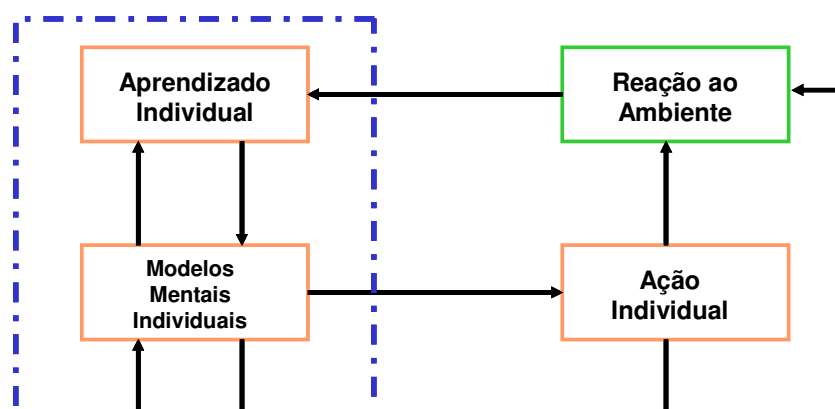 Aprendizado
Individual
Reação ao
Ambiente
Modelos
Mentais
Individuais
Ação
Individual